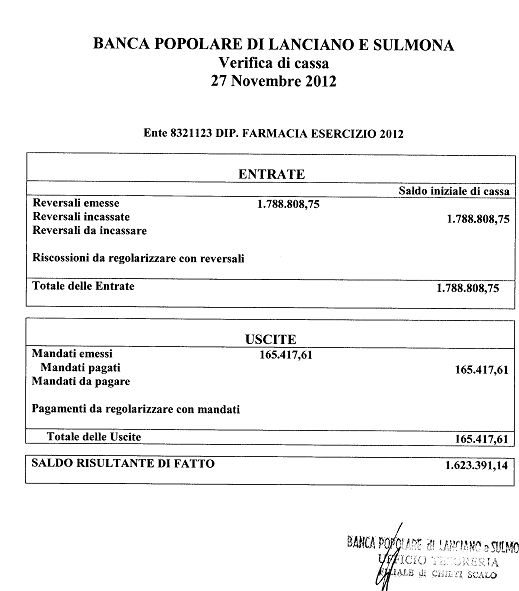 BANCA POPOLARE DI LANCIANO E SULMONA
Verifica di cassa
27 Novembre 2012
Ente 8321123 DIP. FARMACIA ESERCIZIO 2012
ENTRATE
Saldo iniziale di cassa
Reversali emesse 1.788.808,75
Reversali incassate 1.788.808,75
Reversali da incassare
Riscossioni da regolarizzare con reversali
Totale delle Entrate 1.788.808,75
USCITE
Mandati emessi 165.417,61
Mandati pagati 165.417,61
Mandati da pagare
Pagamenti da regolarizzare con mandati
Totale delle Uscite 165.417,61
SALDO RISULTANTE DI FATTO 1.623.391,14
BANCA POPOLARE di LANCIANO e SULMO
UFFICIO TESORERIA
FILIALE di CHIETI SCALO